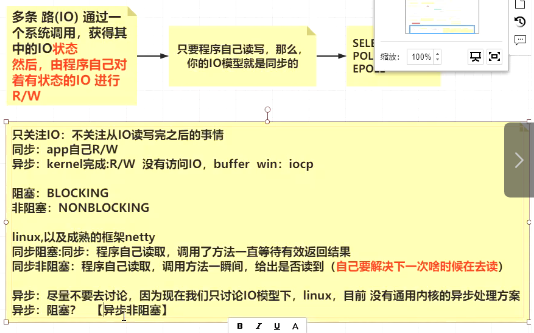 多条 路(IO) 通过一
个系统调用，获得其
中的IO状态
然后，由程序自己对
着有状态的IO 进行
R/W
只要程序自己读写，那么，
你的IO模型就是同步的
SELE
POL
EPOLL
缩放： 100%
只关注IO：不关注从IO读写完之后的事情
同步：app自己R/W
异步：kernel完成:R/W 没有访问IO，buffer win：iocp
阻塞：BLOCKING
非阻塞：NONBLOCKING
linux,以及成熟的框架netty
同步阻塞:同步：程序自己读取，调用了方法一直等待有效返回结果
同步非阻塞：程序自己读取，调用方法一瞬间，给出是否读到（自己要解决下一次啥时候在去读）
异步：尽量不要去讨论，因为现在我们只讨论IO模型下，linux，目前 没有通用内核的异步处理方案
异步：阻塞？ 【异步非阻塞】
B I U A